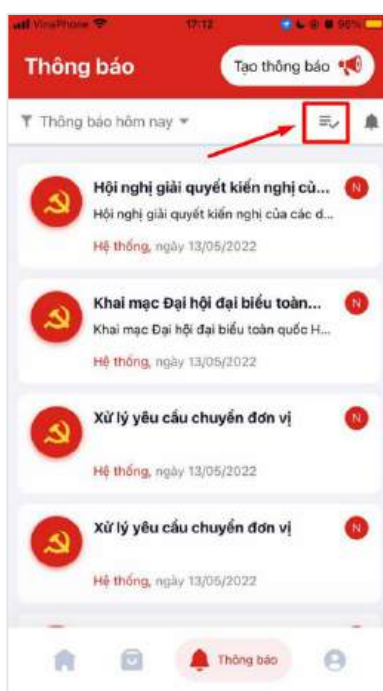 VinaPhone 17:12 96%
Thông báo
Tạo thông báo
Thông báo hôm nay
Hội nghị giải quyết kiến nghị củ... N
Hội nghị giải quyết kiến nghị của các d...
Hệ thống, ngày 13/05/2022
Khai mạc Đại hội đại biểu toàn... N
Khai mạc Đại hội đại biểu toàn quốc H...
Hệ thống, ngày 13/05/2022
Xử lý yêu cầu chuyển đơn vị N
Hệ thống, ngày 13/05/2022
Xử lý yêu cầu chuyển đơn vị N
Hệ thống, ngày 13/05/2022
Thông báo